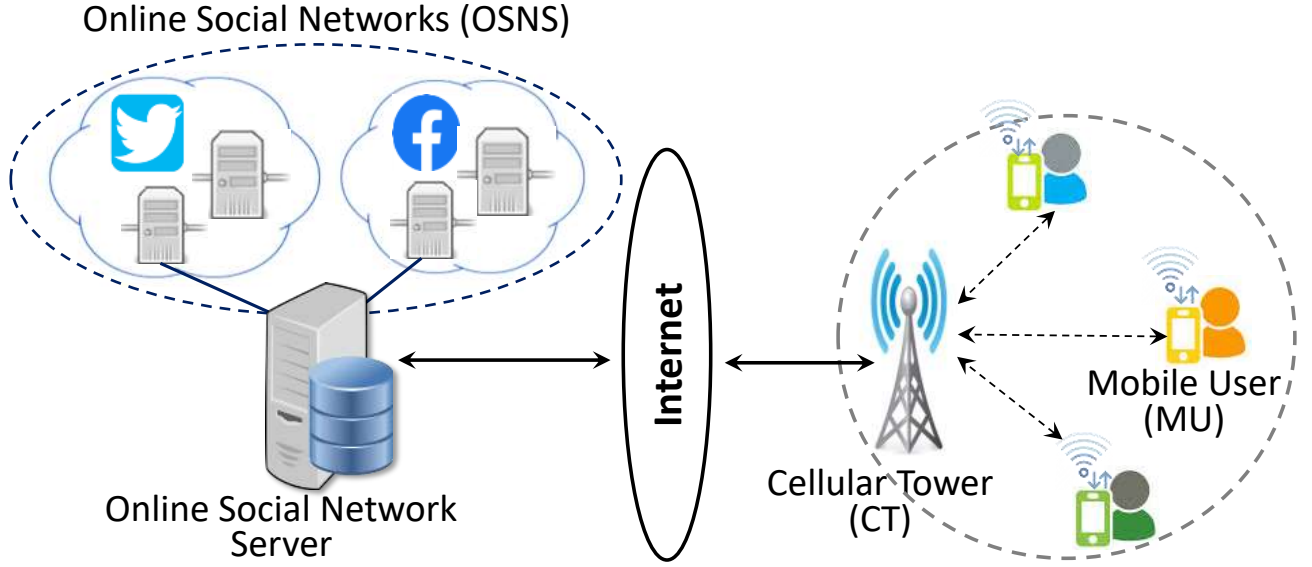 Online Social Networks (OSNS)
Internet
Mobile User
(MU)
Cellular Tower
(CT)
Online Social Network
Server